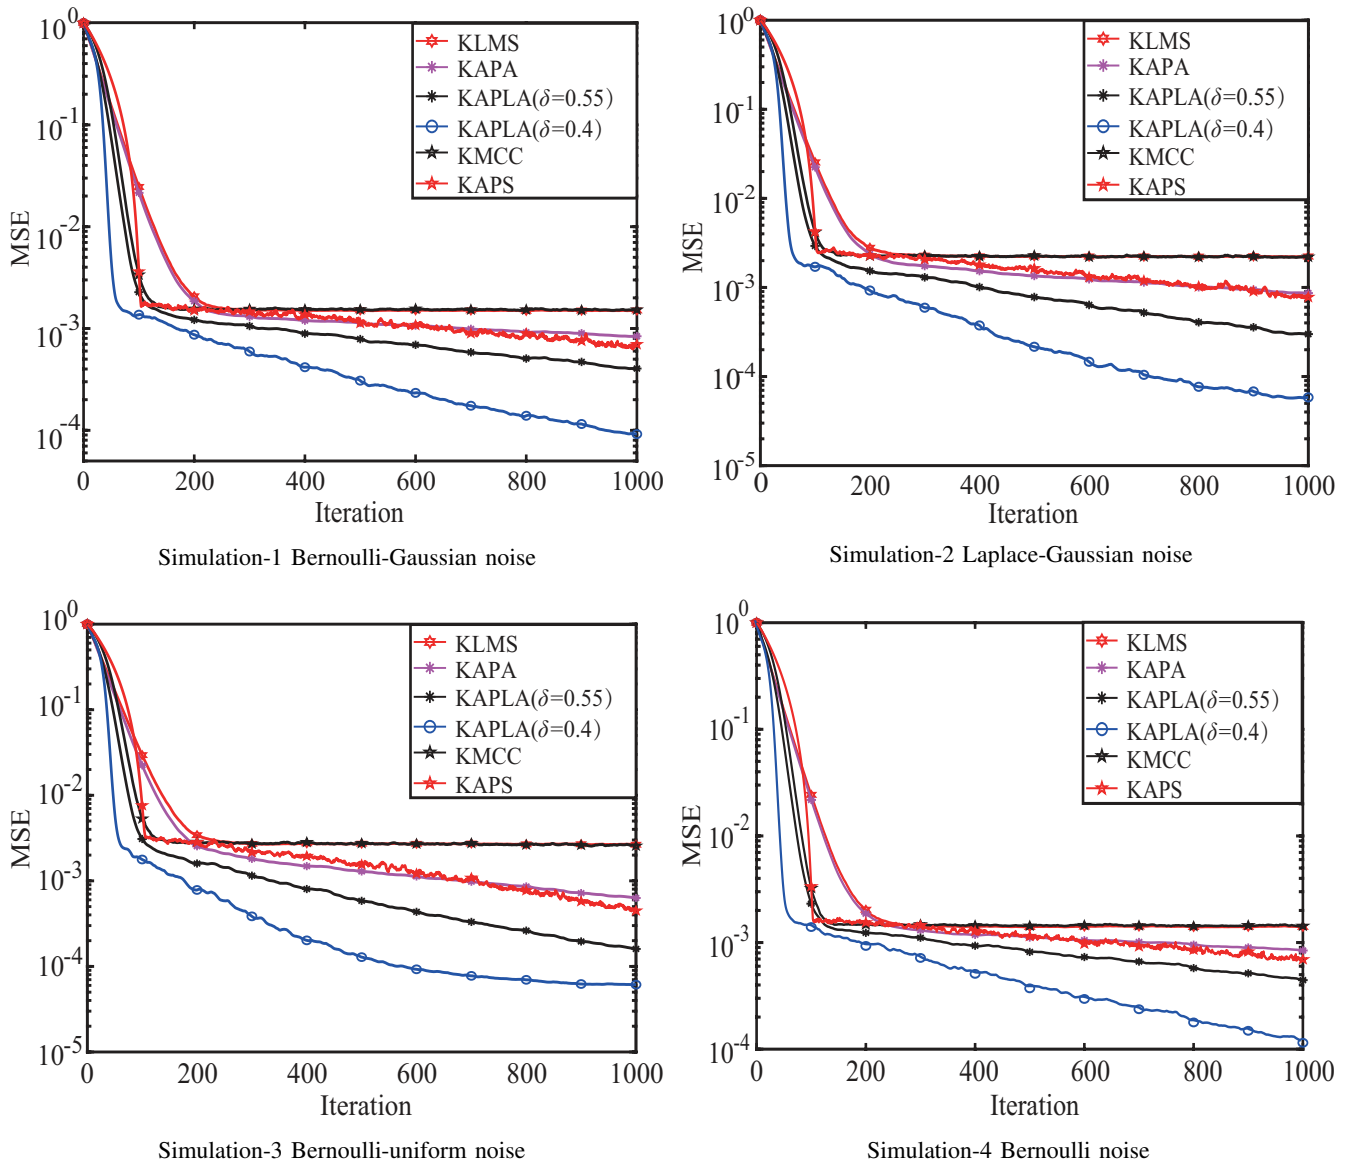 10^0
10^-1
10^-2
10^-3
10^-4
MSE
0 200 400 600 800 1000
Iteration
KLMS
KAPA
KAPLA(δ=0.55)
KAPLA(δ=0.4)
KMCC
KAPS
Simulation-1 Bernoulli-Gaussian noise
10^0
10^-1
10^-2
10^-3
10^-4
10^-5
MSE
0 200 400 600 800 1000
Iteration
KLMS
KAPA
KAPLA(δ=0.55)
KAPLA(δ=0.4)
KMCC
KAPS
Simulation-2 Laplace-Gaussian noise
10^0
10^-1
10^-2
10^-3
10^-4
10^-5
MSE
0 200 400 600 800 1000
Iteration
KLMS
KAPA
KAPLA(δ=0.55)
KAPLA(δ=0.4)
KMCC
KAPS
Simulation-3 Bernoulli-uniform noise
10^0
10^-1
10^-2
10^-3
10^-4
MSE
0 200 400 600 800 1000
Iteration
KLMS
KAPA
KAPLA(δ=0.55)
KAPLA(δ=0.4)
KMCC
KAPS
Simulation-4 Bernoulli noise